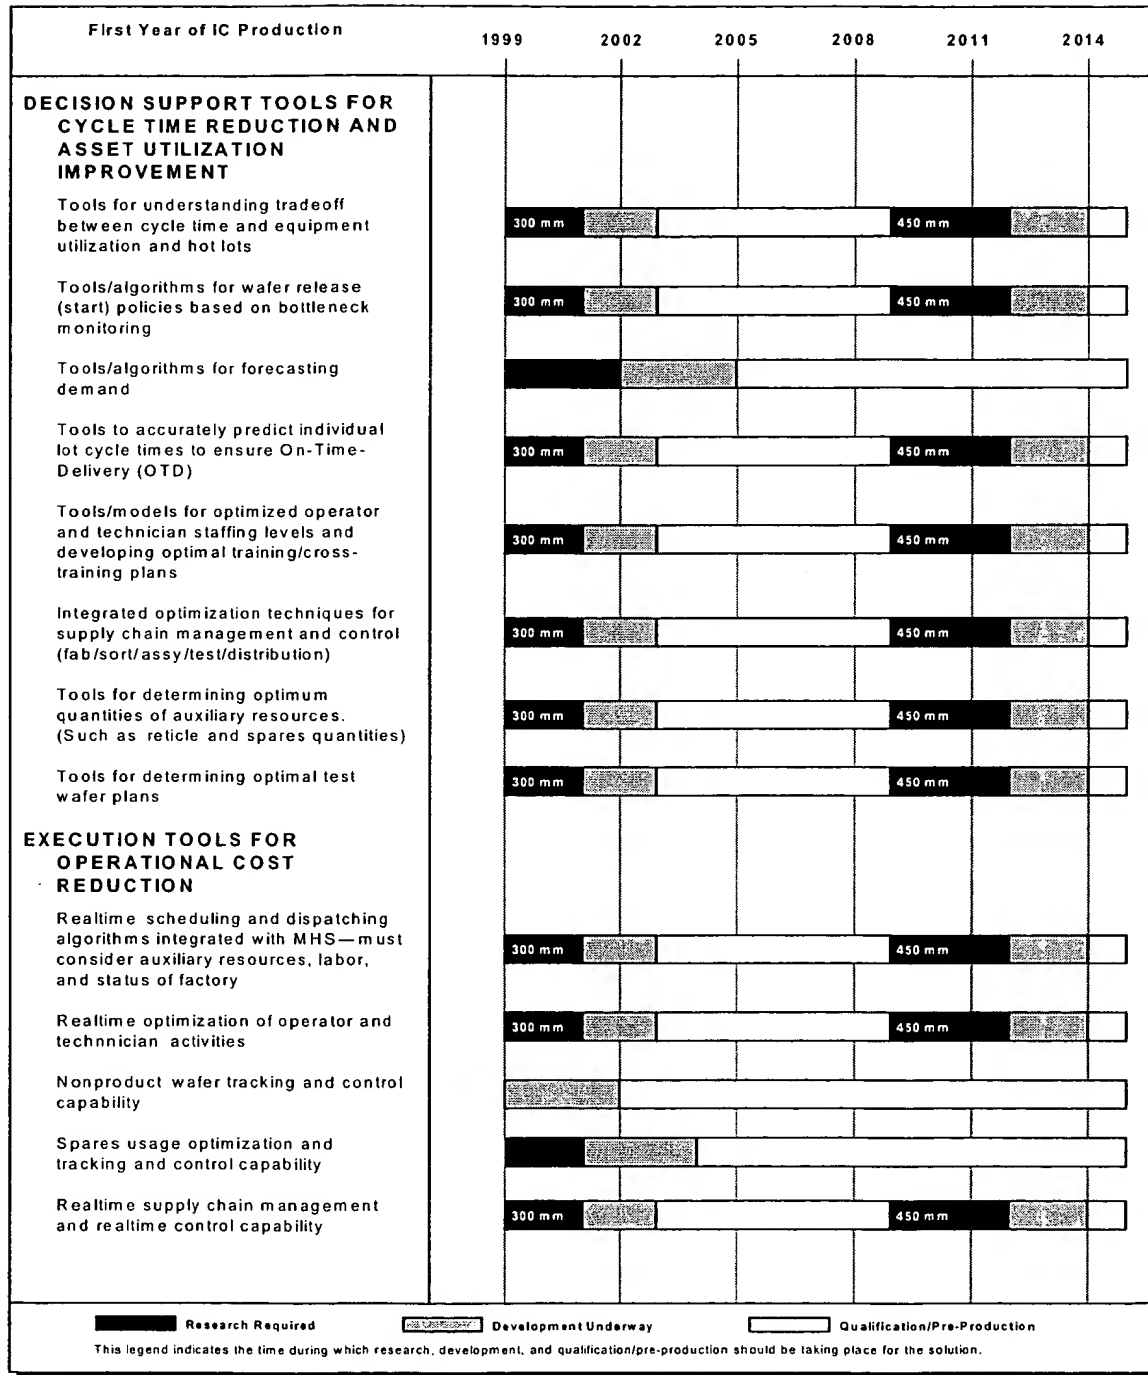 First Year of IC Production
1999 2002 2005 2008 2011 2014
DECISION SUPPORT TOOLS FOR
CYCLE TIME REDUCTION AND
ASSET UTILIZATION
IMPROVEMENT
Tools for understanding tradeoff
between cycle time and equipment
utilization and hot lots
300 mm 450 mm
Tools/algorithms for wafer release
(start) policies based on bottleneck
monitoring
300 mm 450 mm
Tools/algorithms for forecasting
demand
Tools to accurately predict individual
lot cycle times to ensure On-Time-
Delivery (OTD)
300 mm 450 mm
Tools/models for optimized operator
and technician staffing levels and
developing optimal training/cross-
training plans
300 mm 450 mm
Integrated optimization techniques for
supply chain management and control
(fab/sort/assy/test/distribution)
300 mm 450 mm
Tools for determining optimum
quantities of auxiliary resources.
(Such as reticle and spares quantities)
300 mm 450 mm
Tools for determining optimal test
wafer plans
300 mm 450 mm
EXECUTION TOOLS FOR
OPERATIONAL COST
REDUCTION
Realtime scheduling and dispatching
algorithms integrated with MHS—must
consider auxiliary resources, labor,
and status of factory
300 mm 450 mm
Realtime optimization of operator and
technnician activities
300 mm 450 mm
Nonproduct wafer tracking and control
capability
Spares usage optimization and
tracking and control capability
Realtime supply chain management
and realtime control capability
300 mm 450 mm
Research Required Development Underway Qualification/Pre-Production
This legend indicates the time during which research, development, and qualification/pre-production should be taking place for the solution.